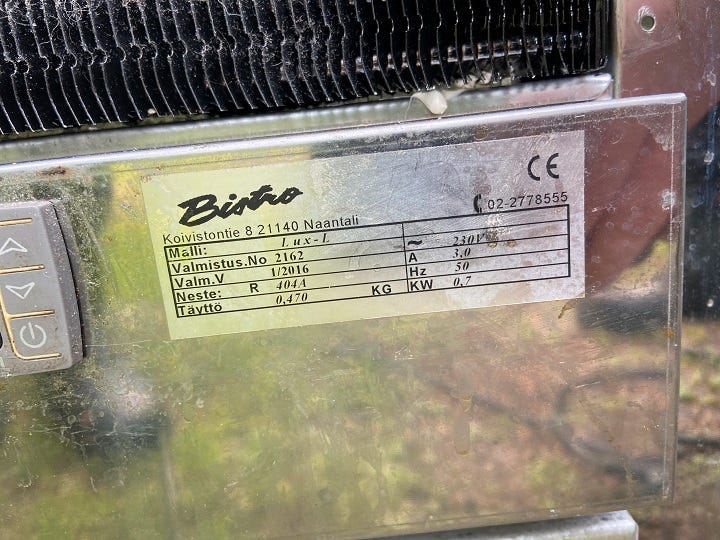 Bistro
CE
02-2778555
Koivistontie 8 21140 Naantali
Malli: Lux-L ~ 230V
Valmistus.No 2162 A 3,0
Valm.V 1/2016 Hz 50
Neste: R 404A KW 0,7
Täyttö 0,470 KG